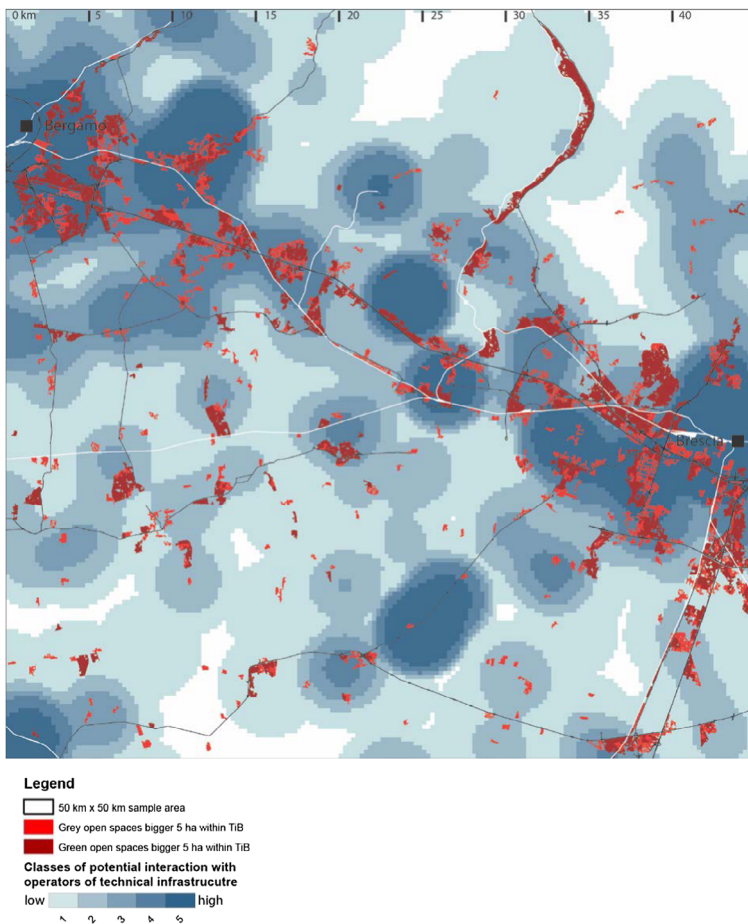 0 km 5 10 15 20 25 30 35 40
Bergamo
Brescia
Legend
50 km x 50 km sample area
Grey open spaces bigger 5 ha within TiB
Green open spaces bigger 5 ha within TiB
Classes of potential interaction with
operators of technical infrastrucutre
low high
1 2 3 4 5